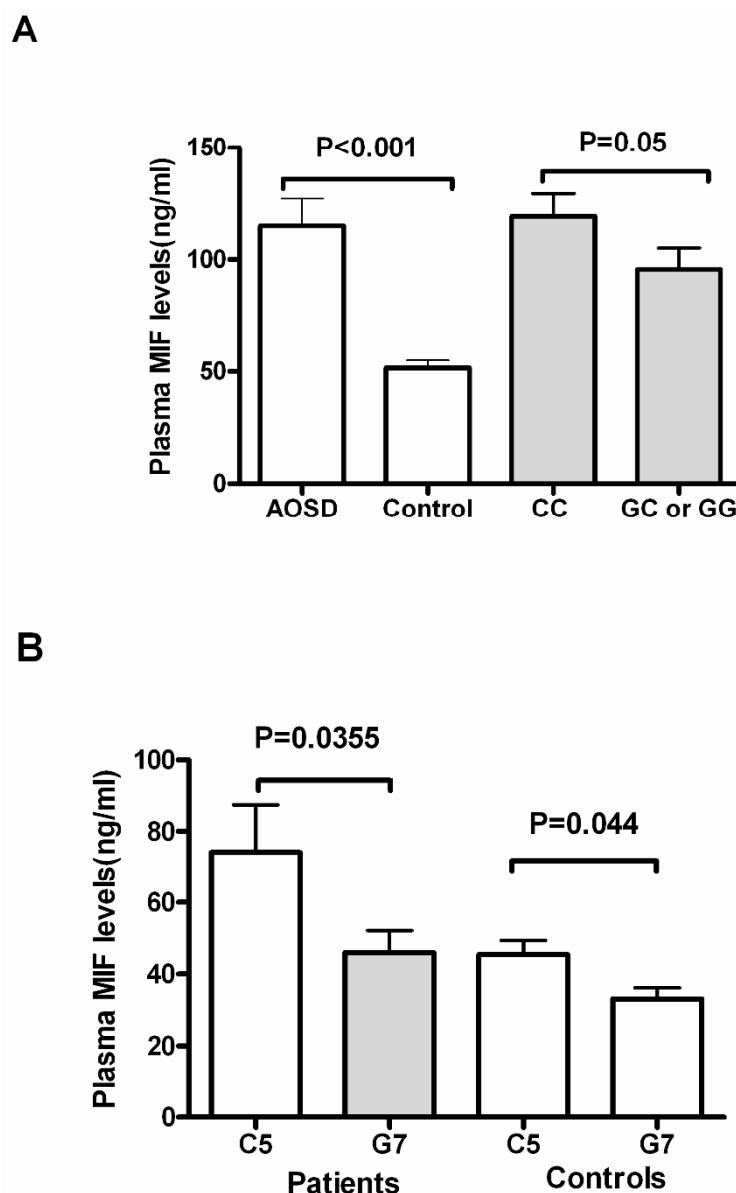 A
P<0.001 P=0.05
150
100
50
0
Plasma MIF levels(ng/ml)
AOSD Control CC GC or GG
B
P=0.0355
P=0.044
100
80
60
40
20
0
Plasma MIF levels(ng/ml)
C5 G7 C5 G7
Patients Controls